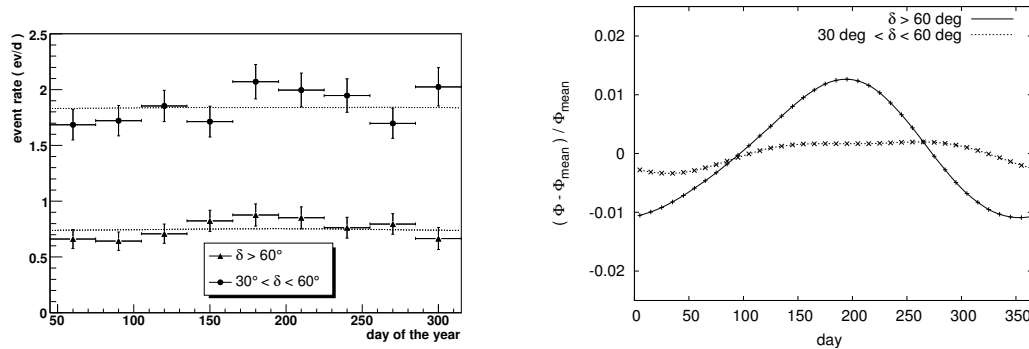 event rate ( ev/d )
2.5
2
1.5
1
0.5
0
50 100 150 200 250 300
day of the year
δ > 60°
30° < δ < 60°
( Φ - Φmean ) / Φmean
0.02
0.01
0
-0.01
-0.02
0 50 100 150 200 250 300 350
day
δ > 60 deg
30 deg < δ < 60 deg